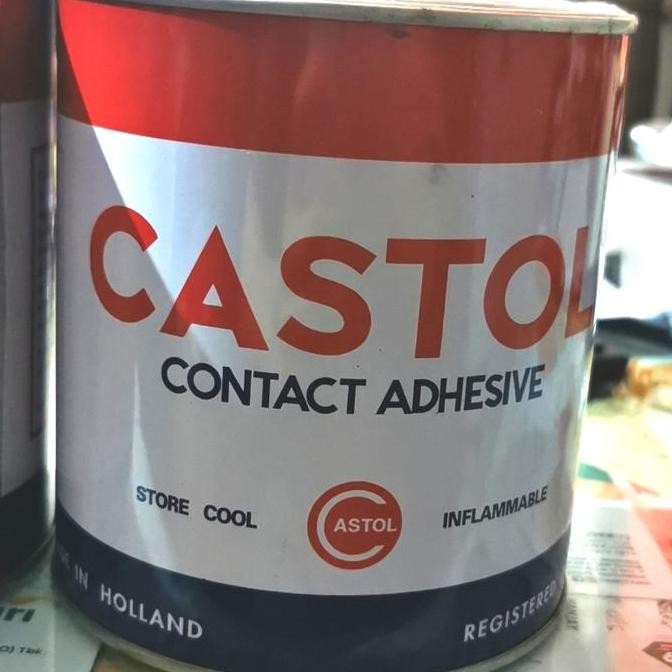 CASTOL
CONTACT ADHESIVE
STORE COOL
CASTOL
INFLAMMABLE
IN HOLLAND
REGISTERED